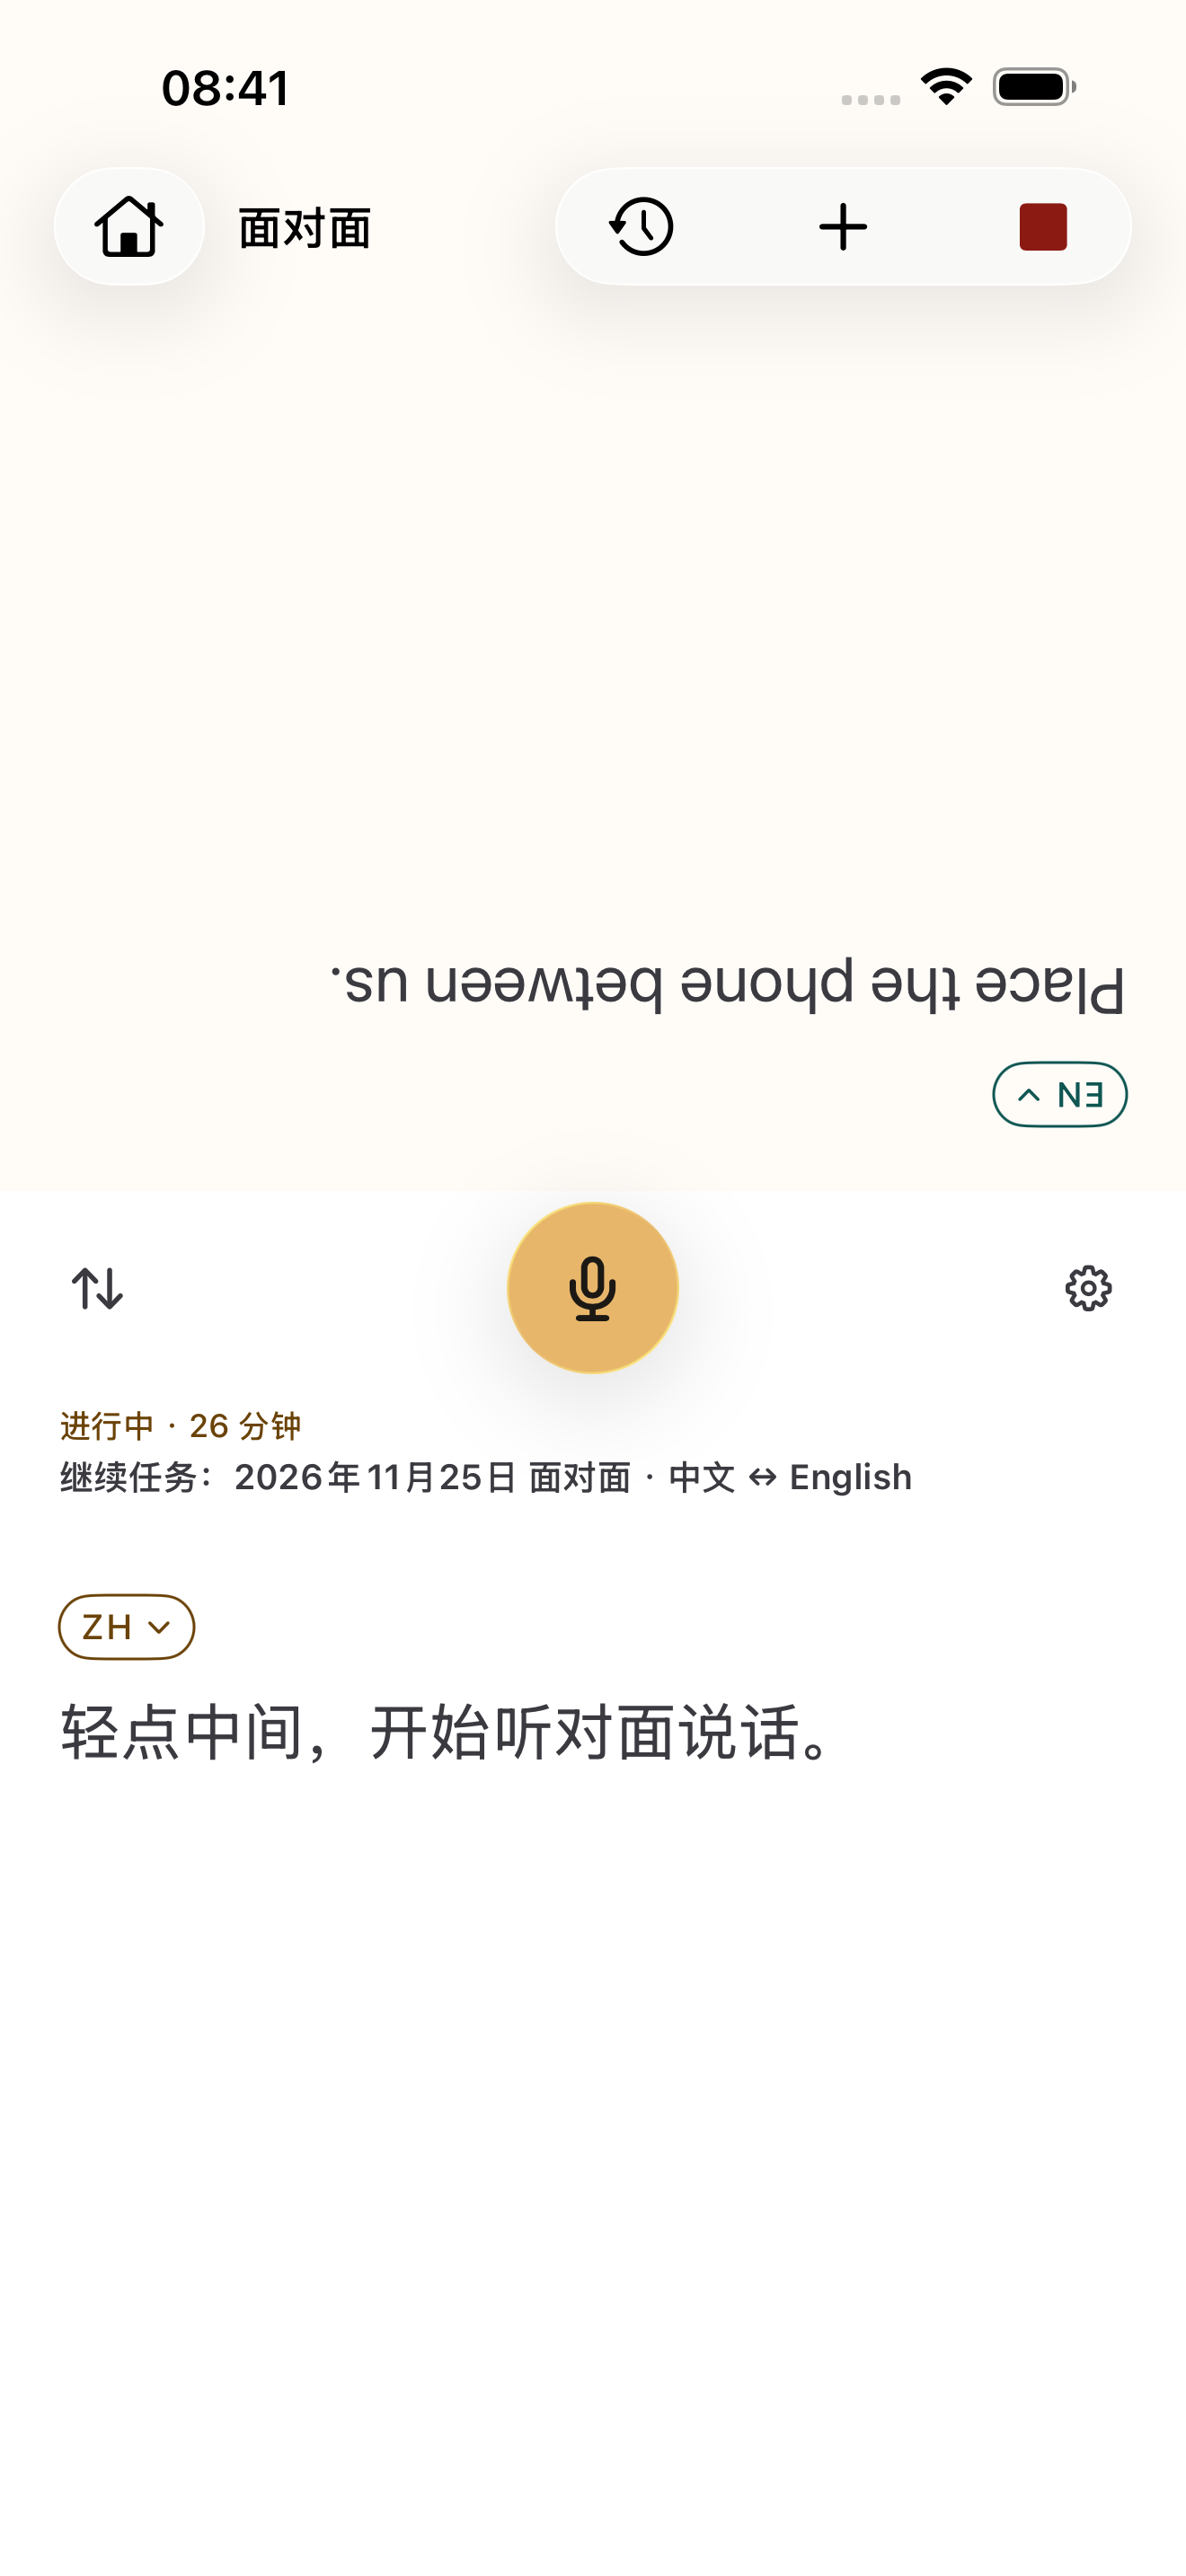 08:41
面对面
Place the phone between us.
EN
进行中 · 26 分钟
继续任务：2026年11月25日 面对面 · 中文 ↔ English
ZH
轻点中间，开始听对面说话。